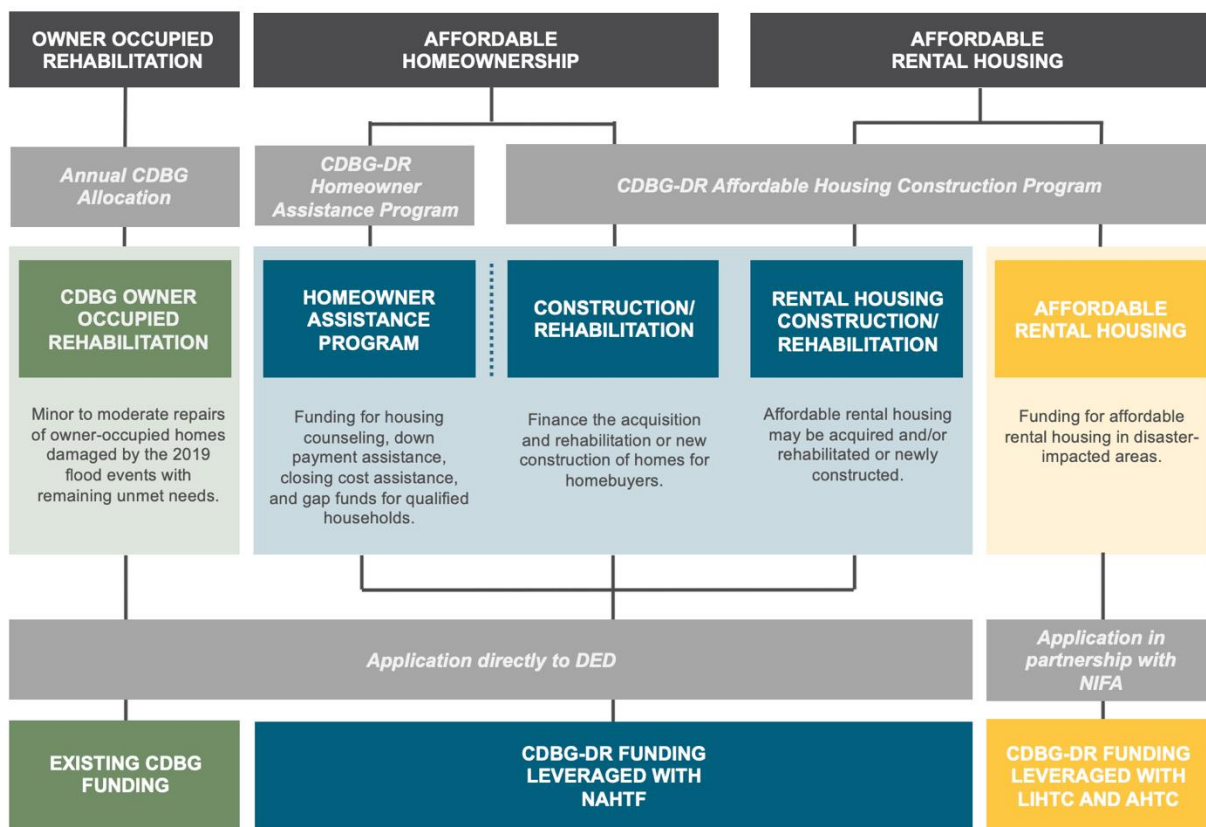 OWNER OCCUPIED
REHABILITATION
AFFORDABLE
HOMEOWNERSHIP
AFFORDABLE
RENTAL HOUSING
Annual CDBG
Allocation
CDBG-DR
Homeowner
Assistance Program
CDBG-DR Affordable Housing Construction Program
CDBG OWNER
OCCUPIED
REHABILITATION
Minor to moderate repairs
of owner-occupied homes
damaged by the 2019
flood events with
remaining unmet needs.
HOMEOWNER
ASSISTANCE
PROGRAM
Funding for housing
counseling, down
payment assistance,
closing cost assistance,
and gap funds for qualified
households.
CONSTRUCTION/
REHABILITATION
Finance the acquisition
and rehabilitation or new
construction of homes for
homebuyers.
RENTAL HOUSING
CONSTRUCTION/
REHABILITATION
Affordable rental housing
may be acquired and/or
rehabilitated or newly
constructed.
AFFORDABLE
RENTAL HOUSING
Funding for affordable
rental housing in disaster-
impacted areas.
Application directly to DED
Application in
partnership with
NIFA
EXISTING CDBG
FUNDING
CDBG-DR FUNDING
LEVERAGED WITH
NAHTF
CDBG-DR FUNDING
LEVERAGED WITH
LIHTC AND AHTC